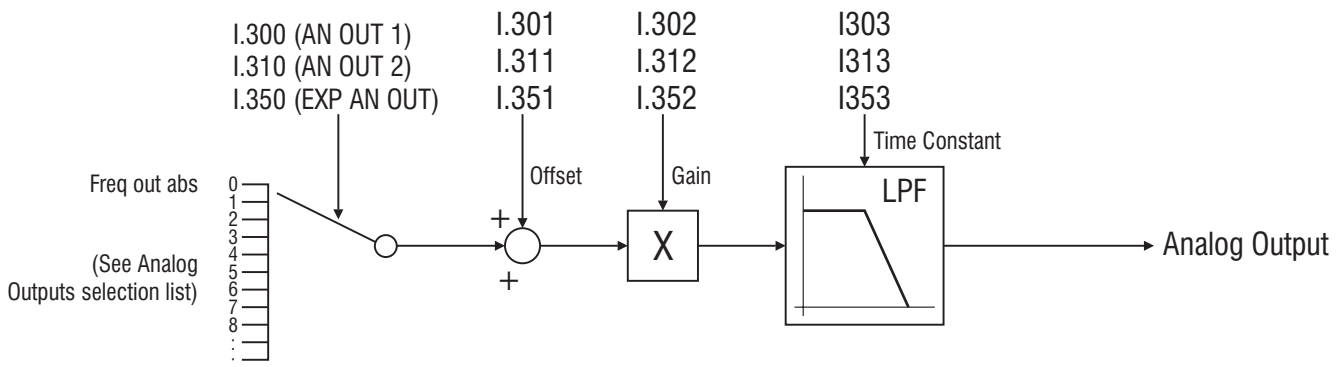 I.300 (AN OUT 1)
I.310 (AN OUT 2)
I.350 (EXP AN OUT)
I.301
I.311
I.351
I.302
I.312
I.352
I303
I313
I353
Time Constant
Offset
Gain
Freq out abs
(See Analog
Outputs selection list)
0
1
2
3
4
5
6
7
8
.
.
+
+
X
LPF
Analog Output